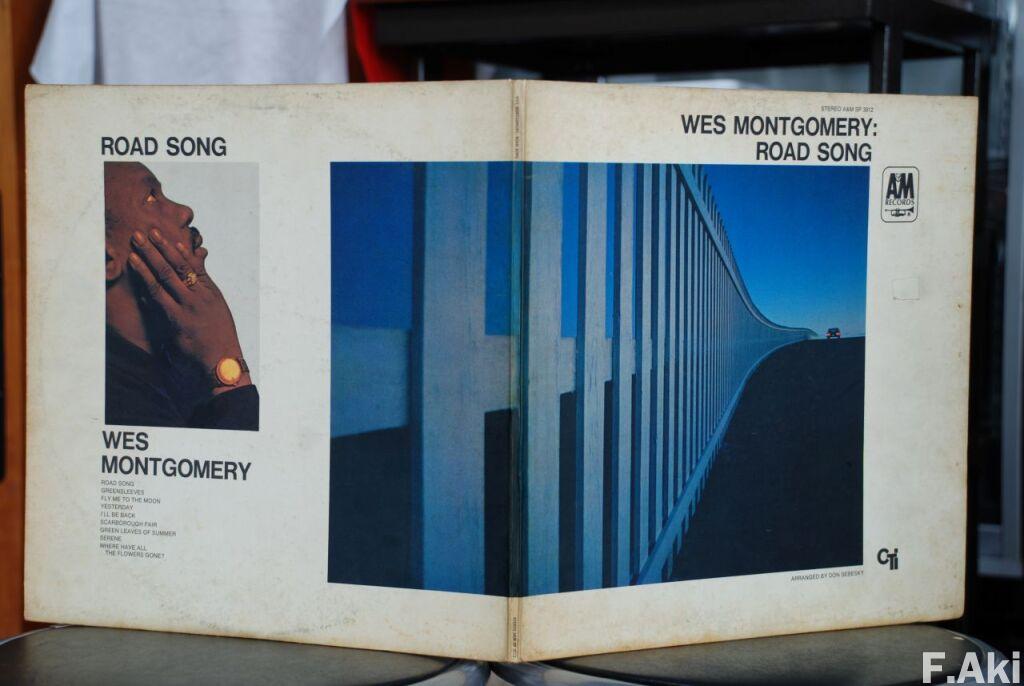 ROAD SONG
WES
MONTGOMERY
ROAD SONG
GREENSLEEVES
FLY ME TO THE MOON
YESTERDAY
I'LL BE BACK
SCARBOROUGH FAIR
GREEN LEAVES OF SUMMER
SERENE
WHERE HAVE ALL
THE FLOWERS GONE?
STEREO A&M SP 3012
WES MONTGOMERY:
ROAD SONG
A&M
RECORDS
CTi
ARRANGED BY DON SEBESKY
F.Aki